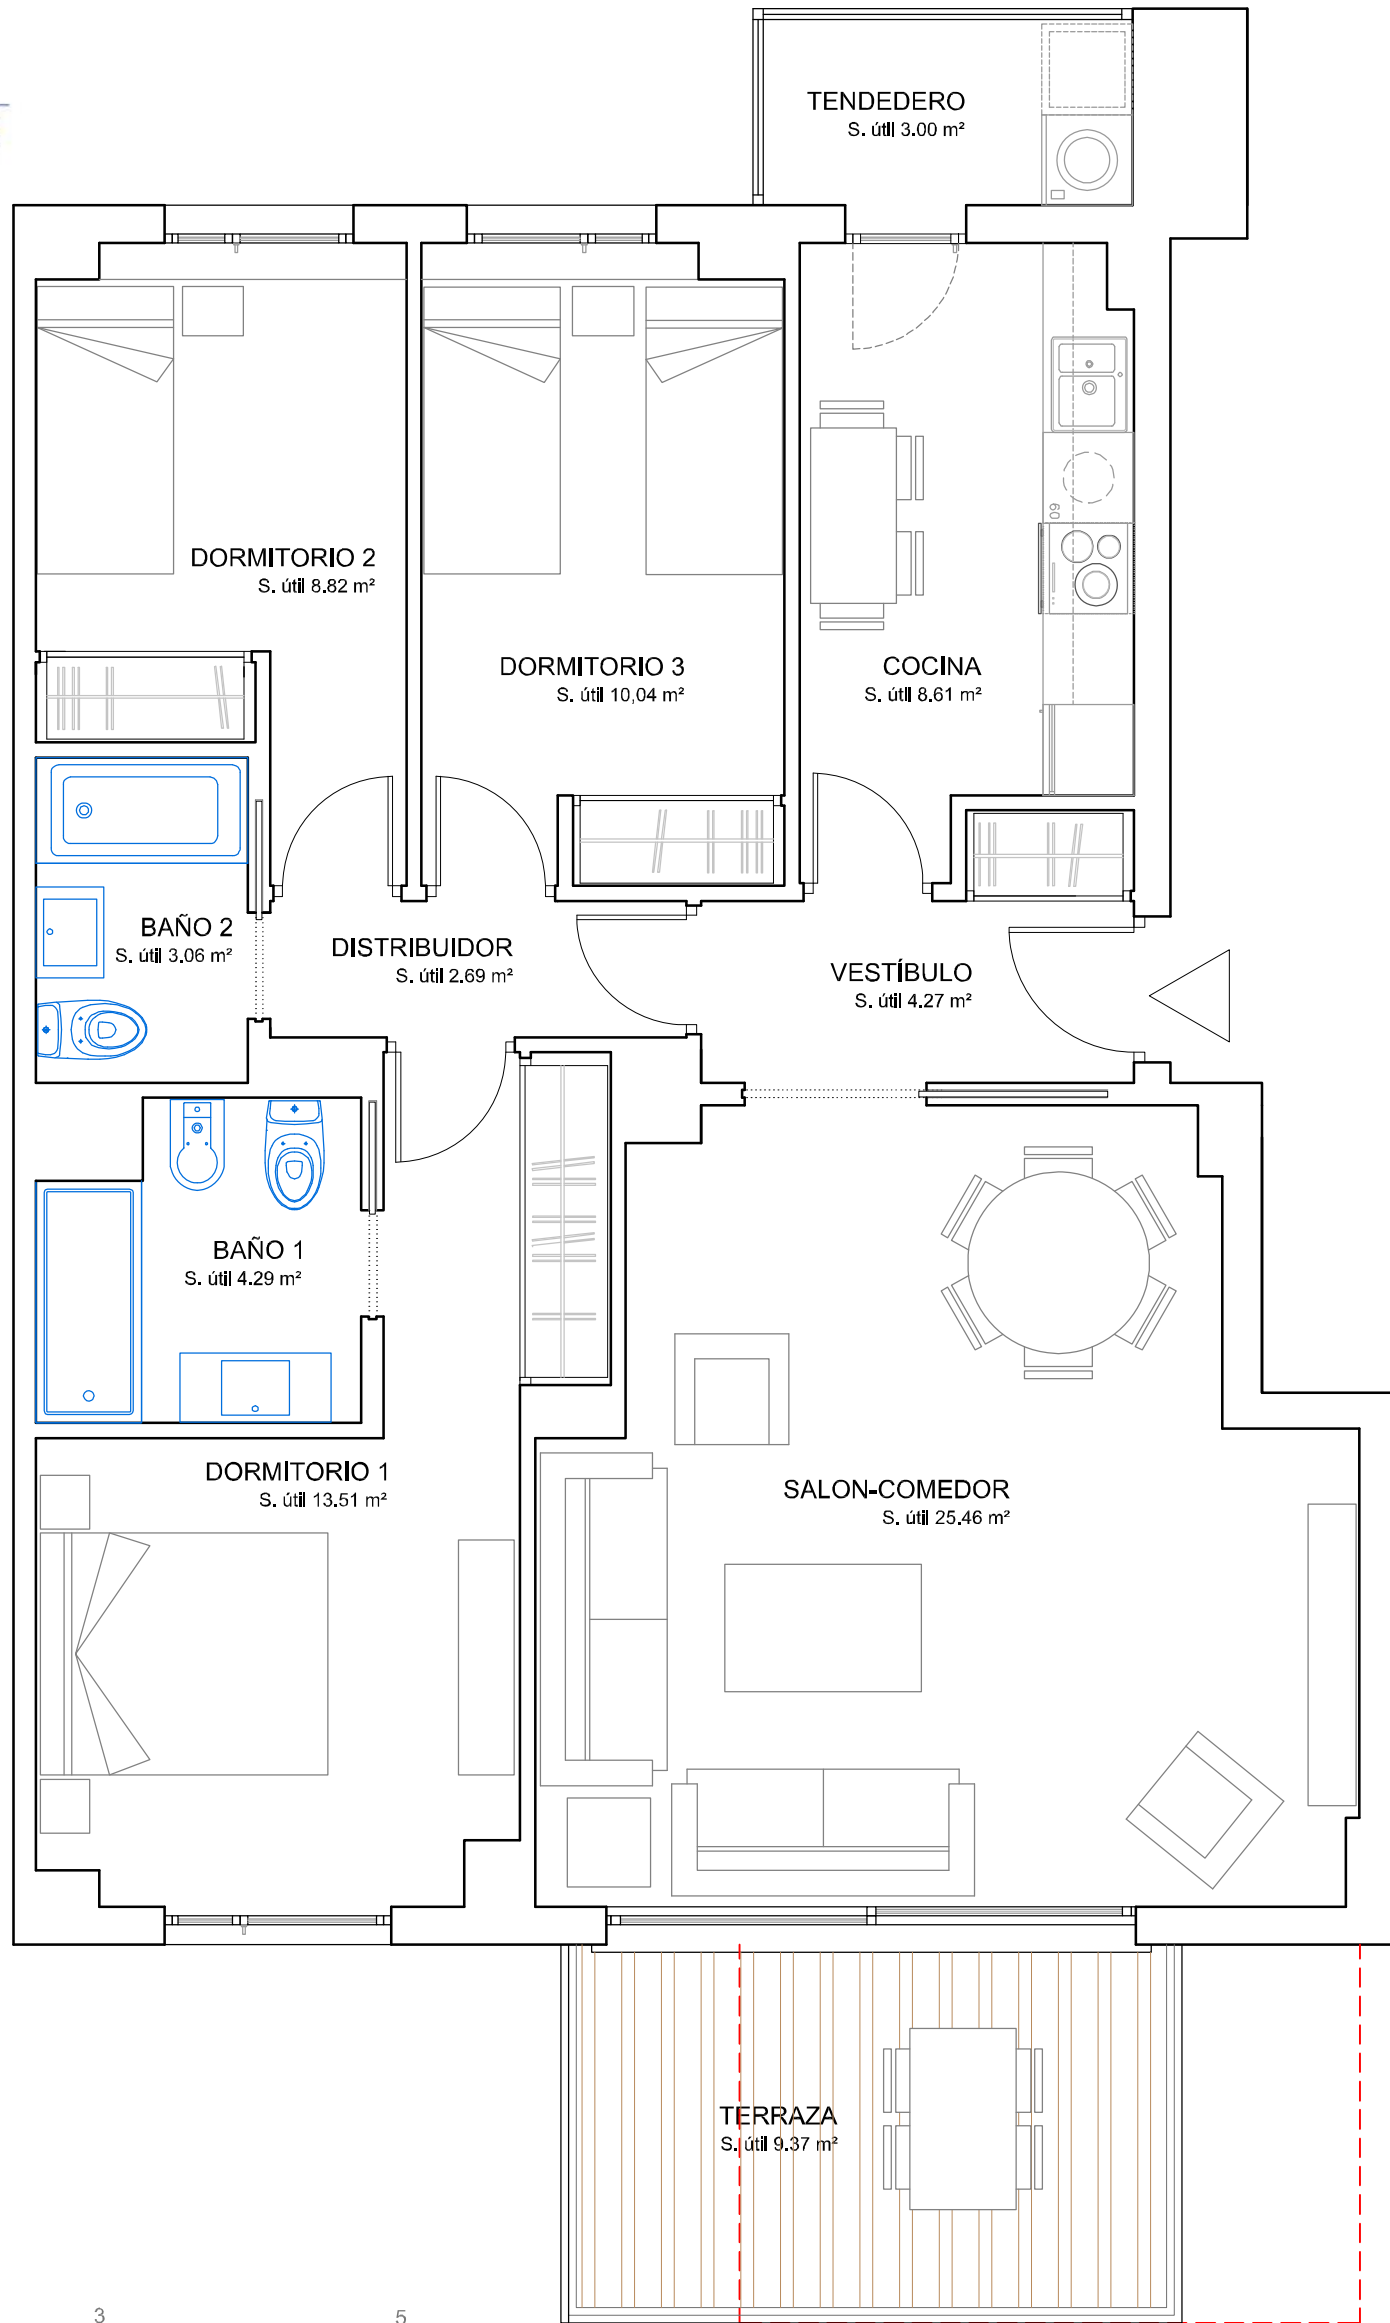 TENDEDERO
S. útil 3.00 m²
DORMITORIO 2
S. útil 8.82 m²
DORMITORIO 3
S. útil 10,04 m²
COCINA
S. útil 8.61 m²
60
BAÑO 2
S. útil 3.06 m²
DISTRIBUIDOR
S. útil 2.69 m²
VESTÍBULO
S. útil 4.27 m²
BAÑO 1
S. útil 4.29 m²
DORMITORIO 1
S. útil 13.51 m²
SALON-COMEDOR
S. útil 25.46 m²
TERRAZA
S. útil 9.37 m²
3
5